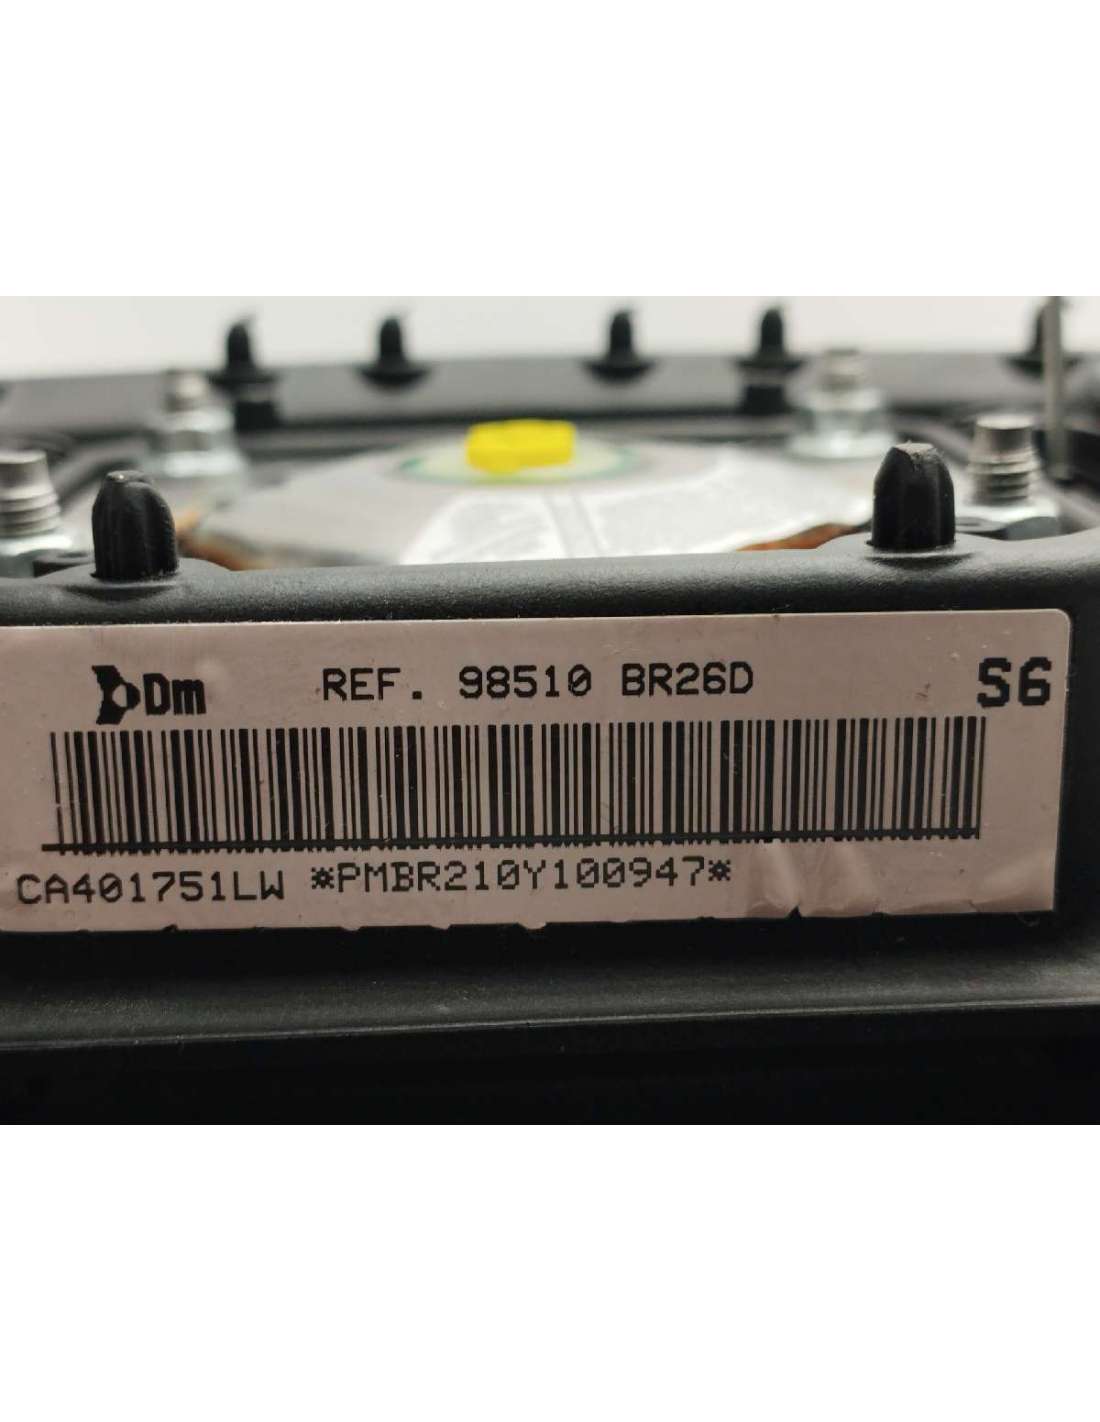 Dm REF. 98510 BR26D S6
CA401751LW *PMBR210Y100947*